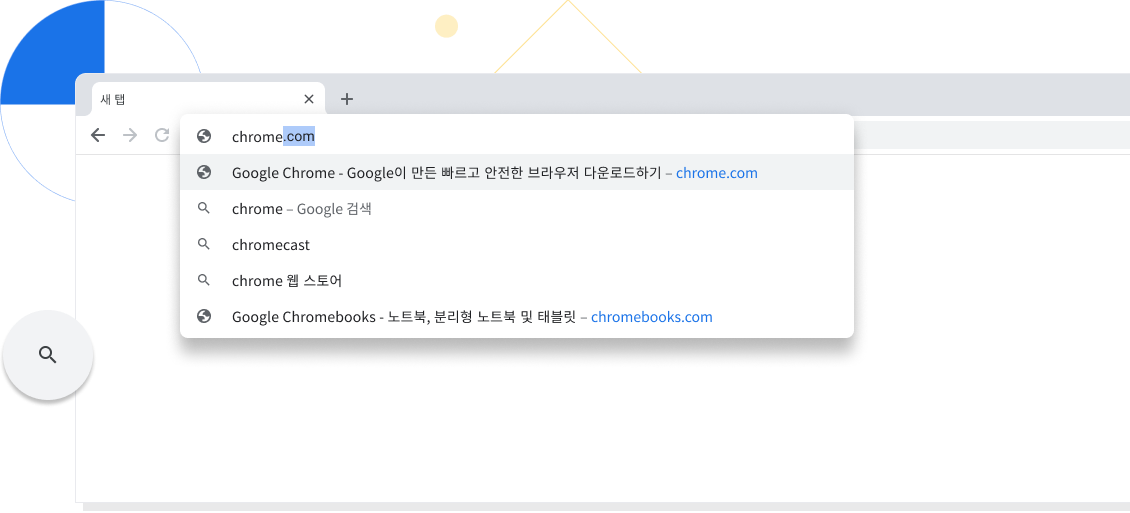 새 탭
chrome.com
Google Chrome - Google이 만든 빠르고 안전한 브라우저 다운로드하기 – chrome.com
chrome – Google 검색
chromecast
chrome 웹 스토어
Google Chromebooks - 노트북, 분리형 노트북 및 태블릿 – chromebooks.com